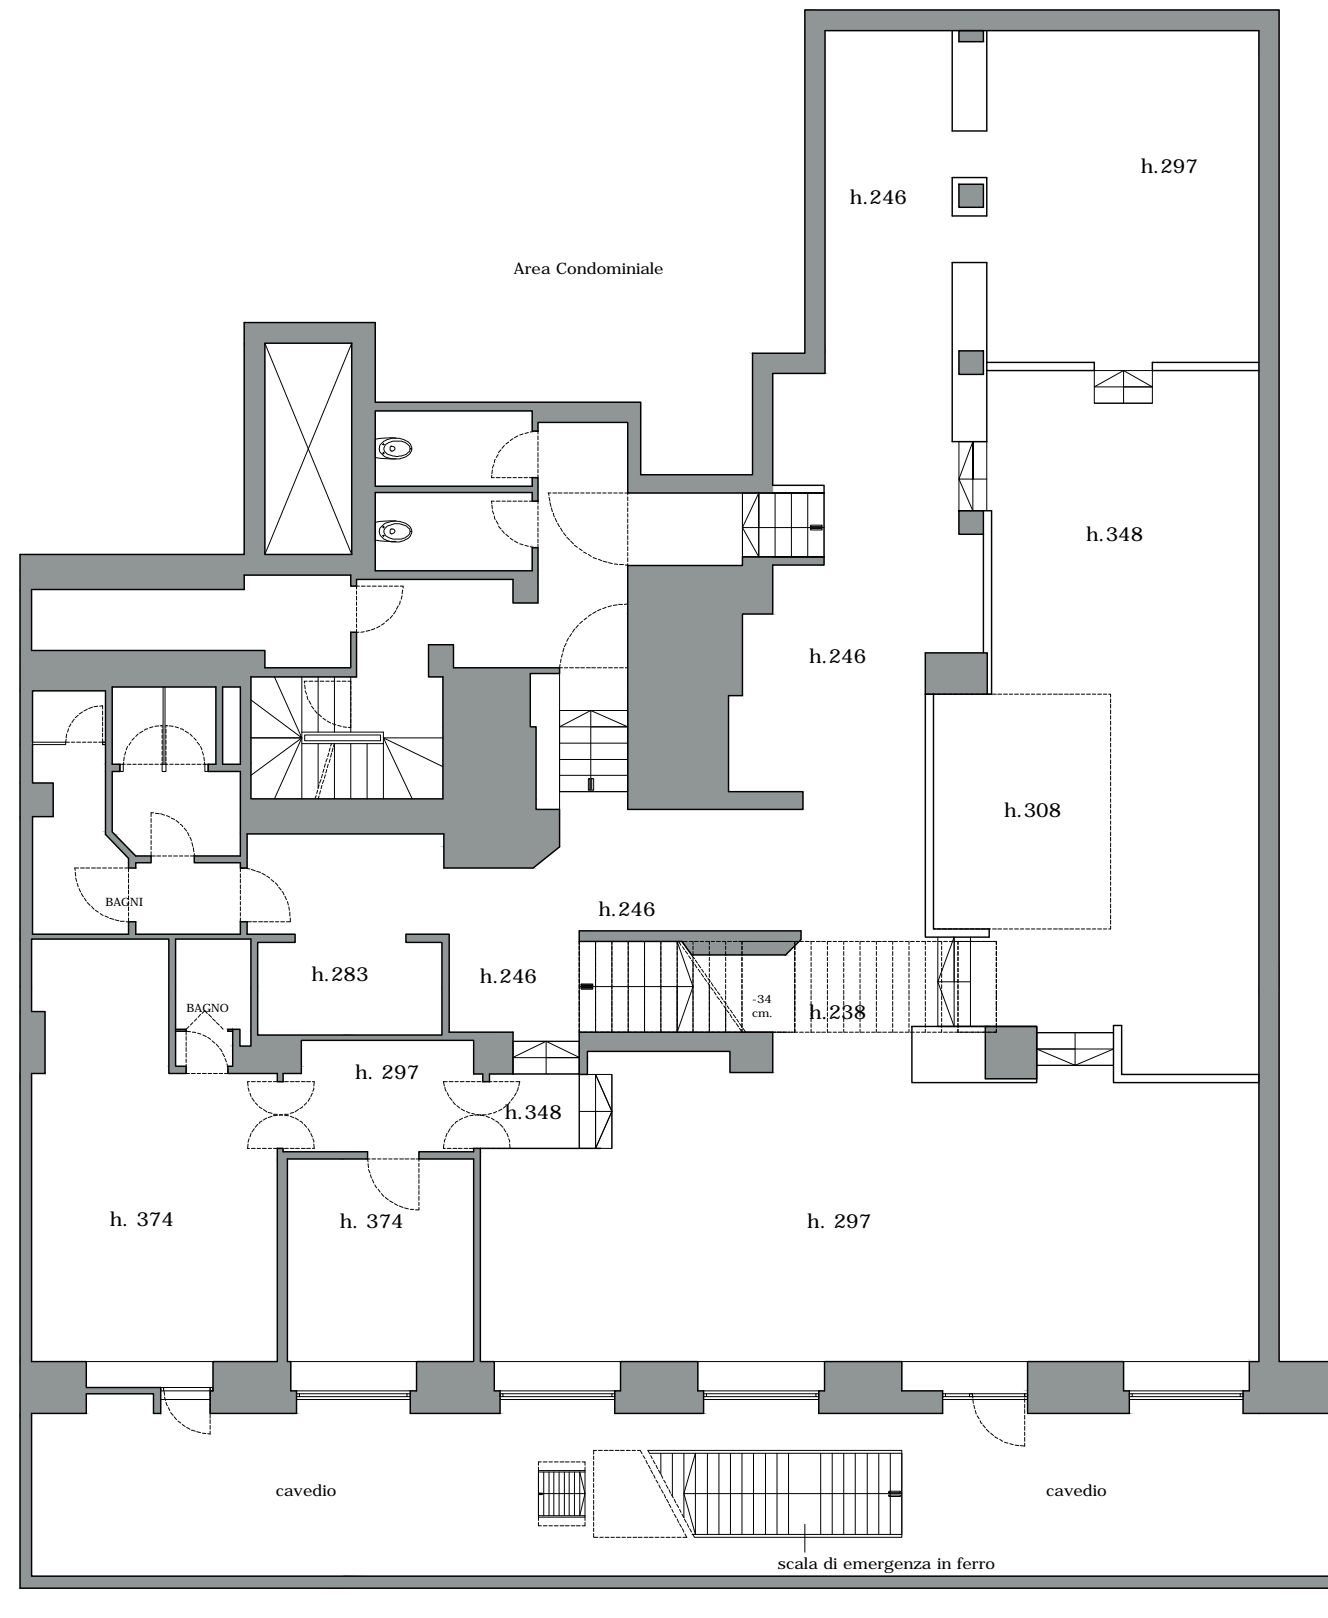 h.297
h.246
Area Condominiale
h.348
h.246
h.308
BAGNI
h.246
h.283
h.246
-34
cm.
h.238
BAGNO
h. 297
h.348
h. 374
h. 374
h. 297
cavedio
cavedio
scala di emergenza in ferro